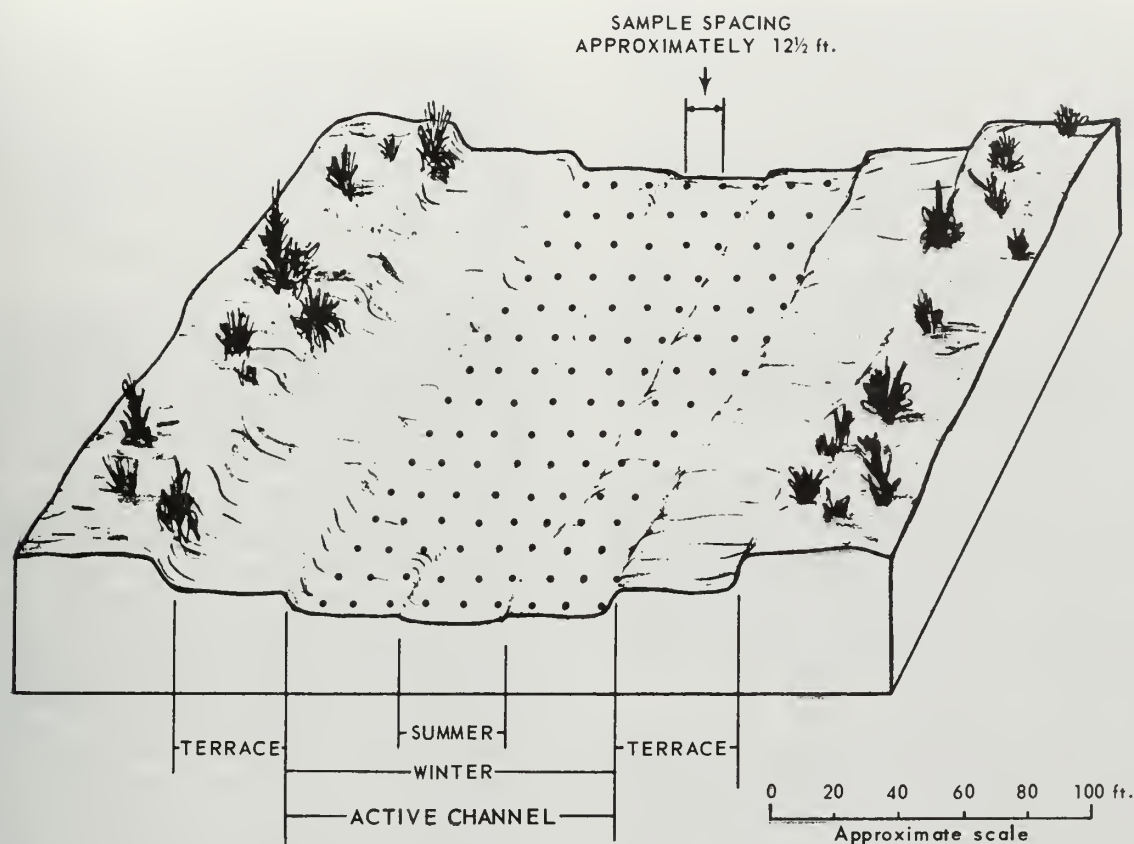 SAMPLE SPACING
APPROXIMATELY 12½ ft.
SUMMER
TERRACE
TERRACE
WINTER
ACTIVE CHANNEL
0 20 40 60 80 100 ft.
Approximate scale